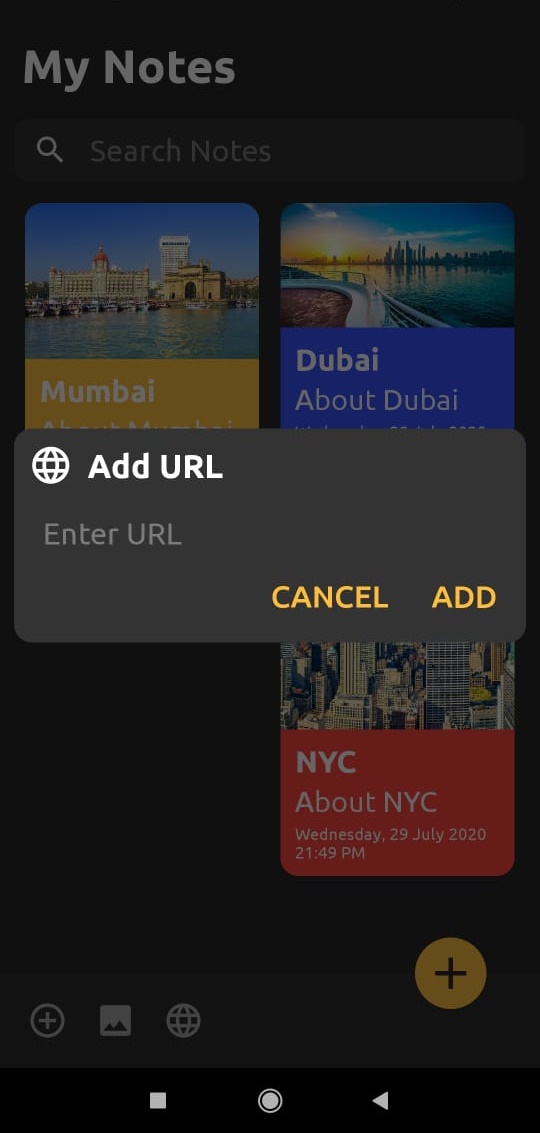 My Notes
Search Notes
Mumbai
About Mumbai
Dubai
About Dubai
Add URL
Enter URL
CANCEL
ADD
NYC
About NYC
Wednesday, 29 July 2020
21:49 PM